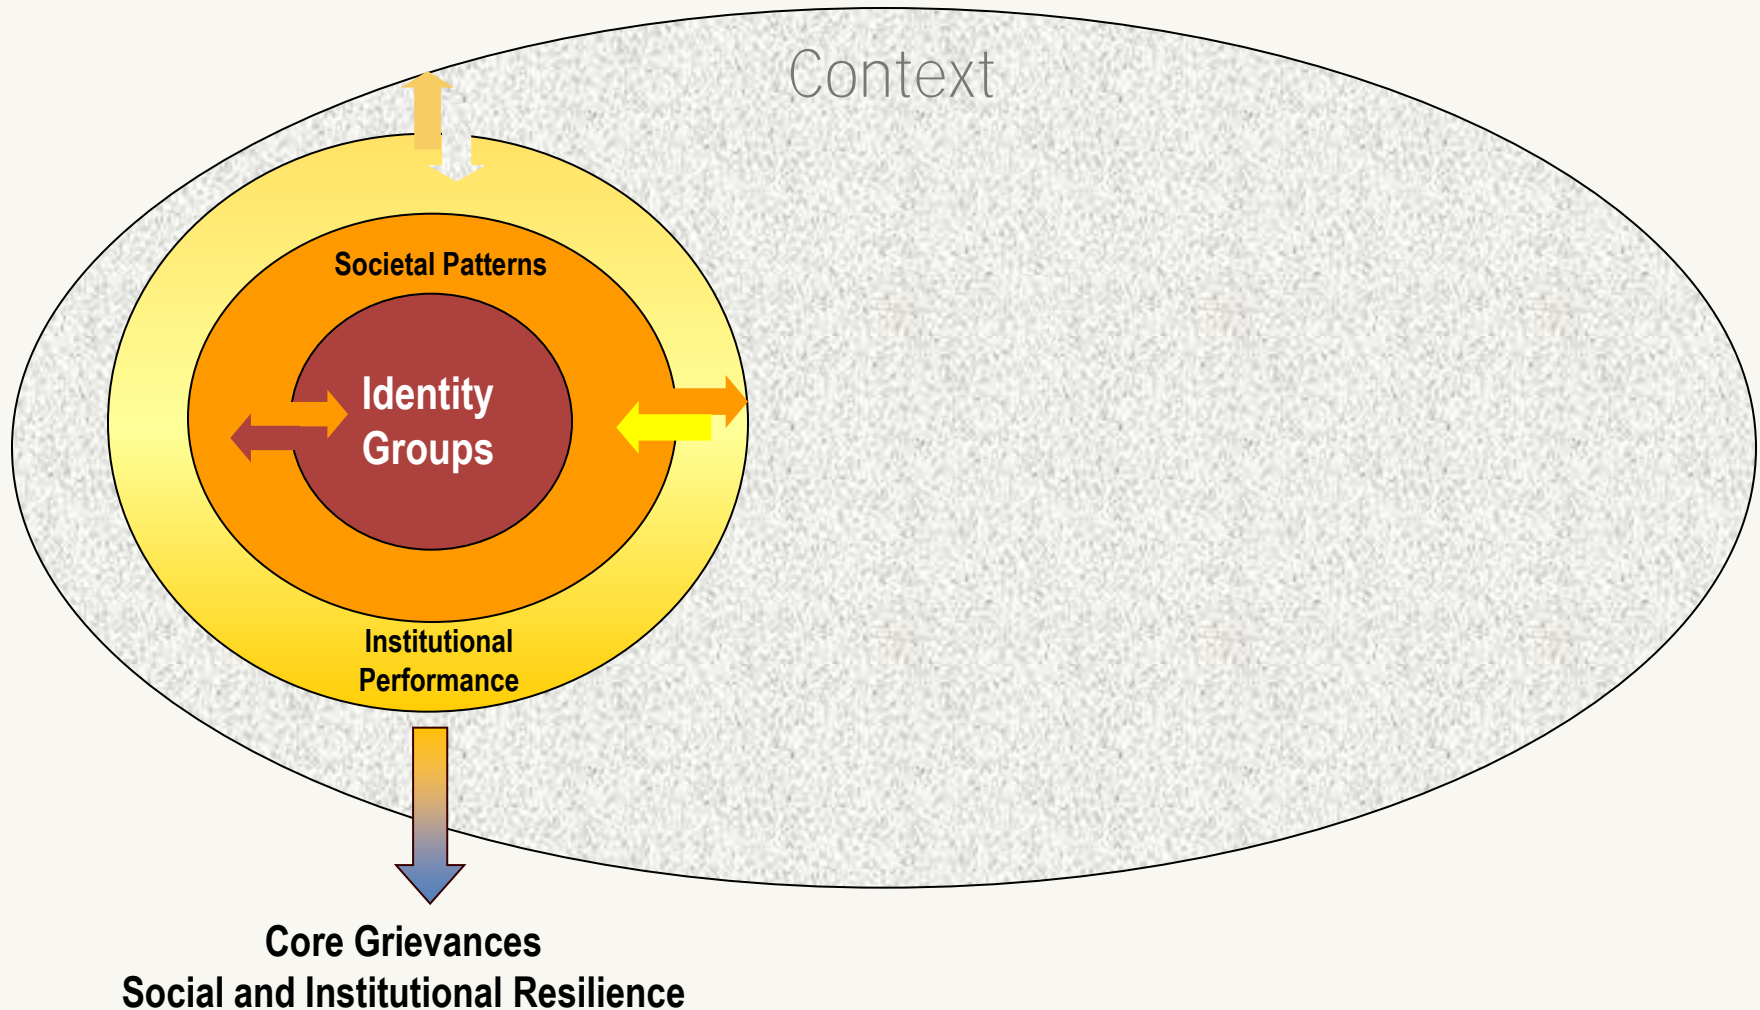 Context
Societal Patterns
Identity
Groups
Institutional
Performance
Core Grievances
Social and Institutional Resilience